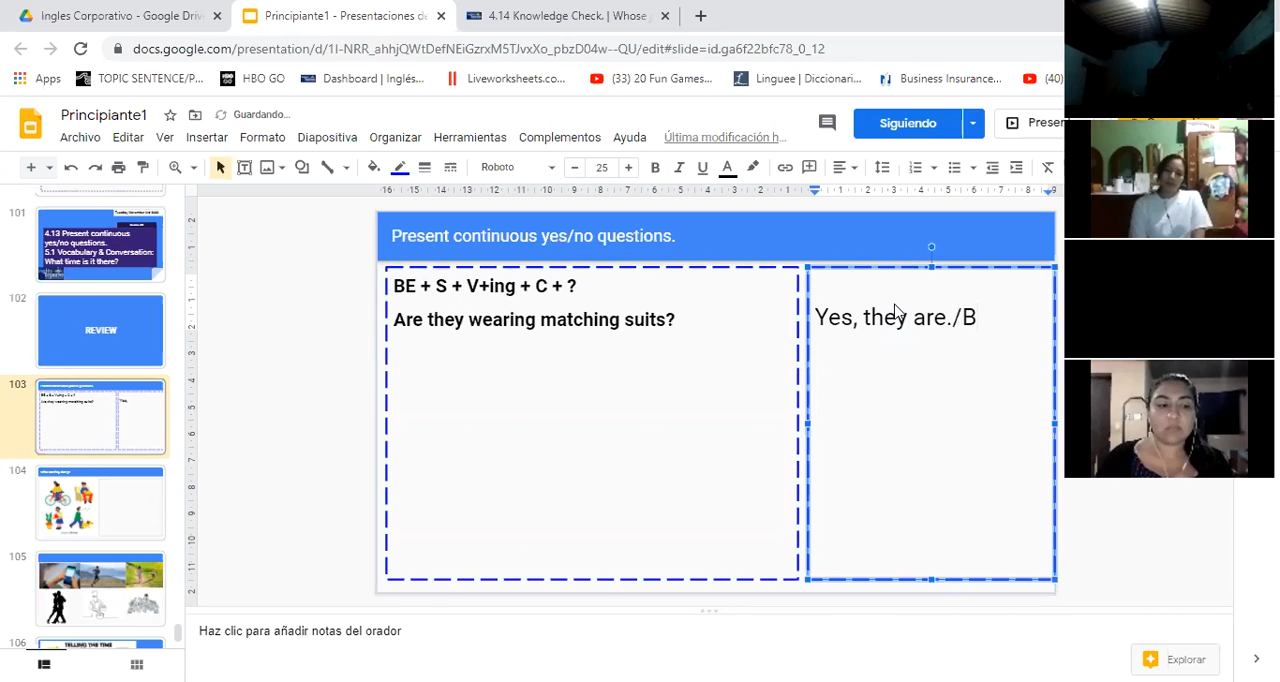 Ingles Corporativo - Google Driv
Principiante1 - Presentaciones de
4.14 Knowledge Check. | Whose
docs.google.com/presentation/d/1I-NRR_ahhjQWtDefNEiGzrxM5TJvxXo_pbzD04w--QU/edit#slide=id.ga6f22bfc78_0_12
Apps
TOPIC SENTENCE/P...
HBO GO
Dashboard | Inglés...
Liveworksheets.co...
(33) 20 Fun Games...
Linguee | Diccionari...
Business Insurance...
(40)
Principiante1
Guardando...
Siguiendo
Presen
Archivo Editar Ver Insertar Formato Diapositiva Organizar Herramientas Complementos Ayuda Última modificación h...
Roboto
25
101
4.13 Present continuous
yes/no questions.
5.1 Vocabulary & Conversation:
What time is it there?
102
REVIEW
103
104
105
106
TELLING THE TIME
Present continuous yes/no questions.
BE + S + V+ing + C + ?
Are they wearing matching suits?
Yes, they are./B
Haz clic para añadir notas del orador
Explorar